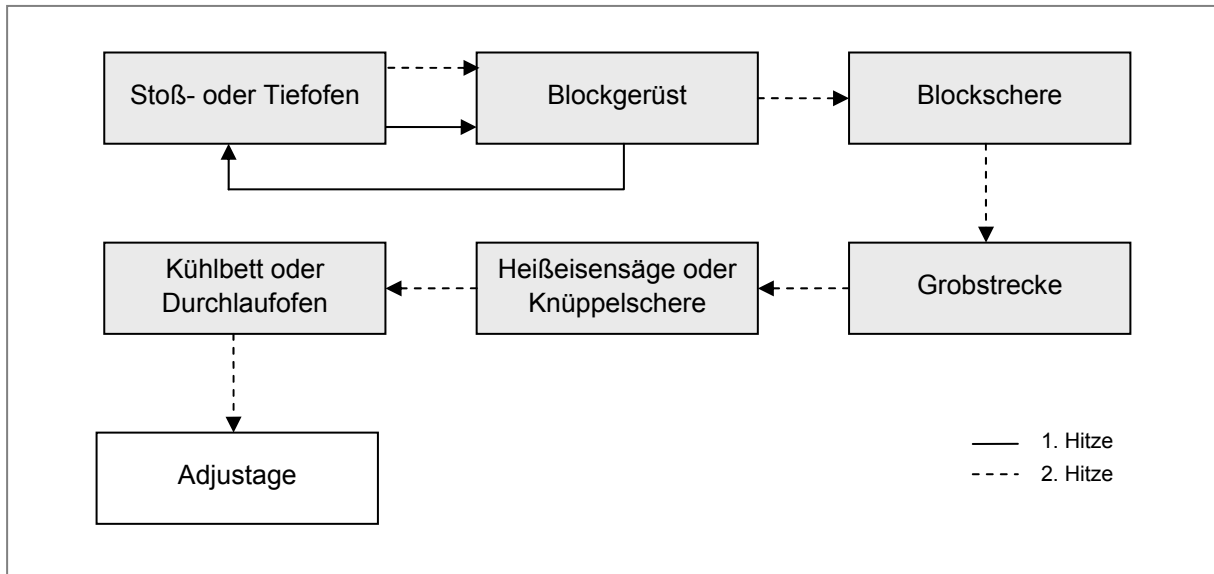 Stoß- oder Tiefofen
Blockgerüst
Blockschere
Kühlbett oder
Durchlaufofen
Heißeisensäge oder
Knüppelschere
Grobstrecke
Adjustage
1. Hitze
2. Hitze